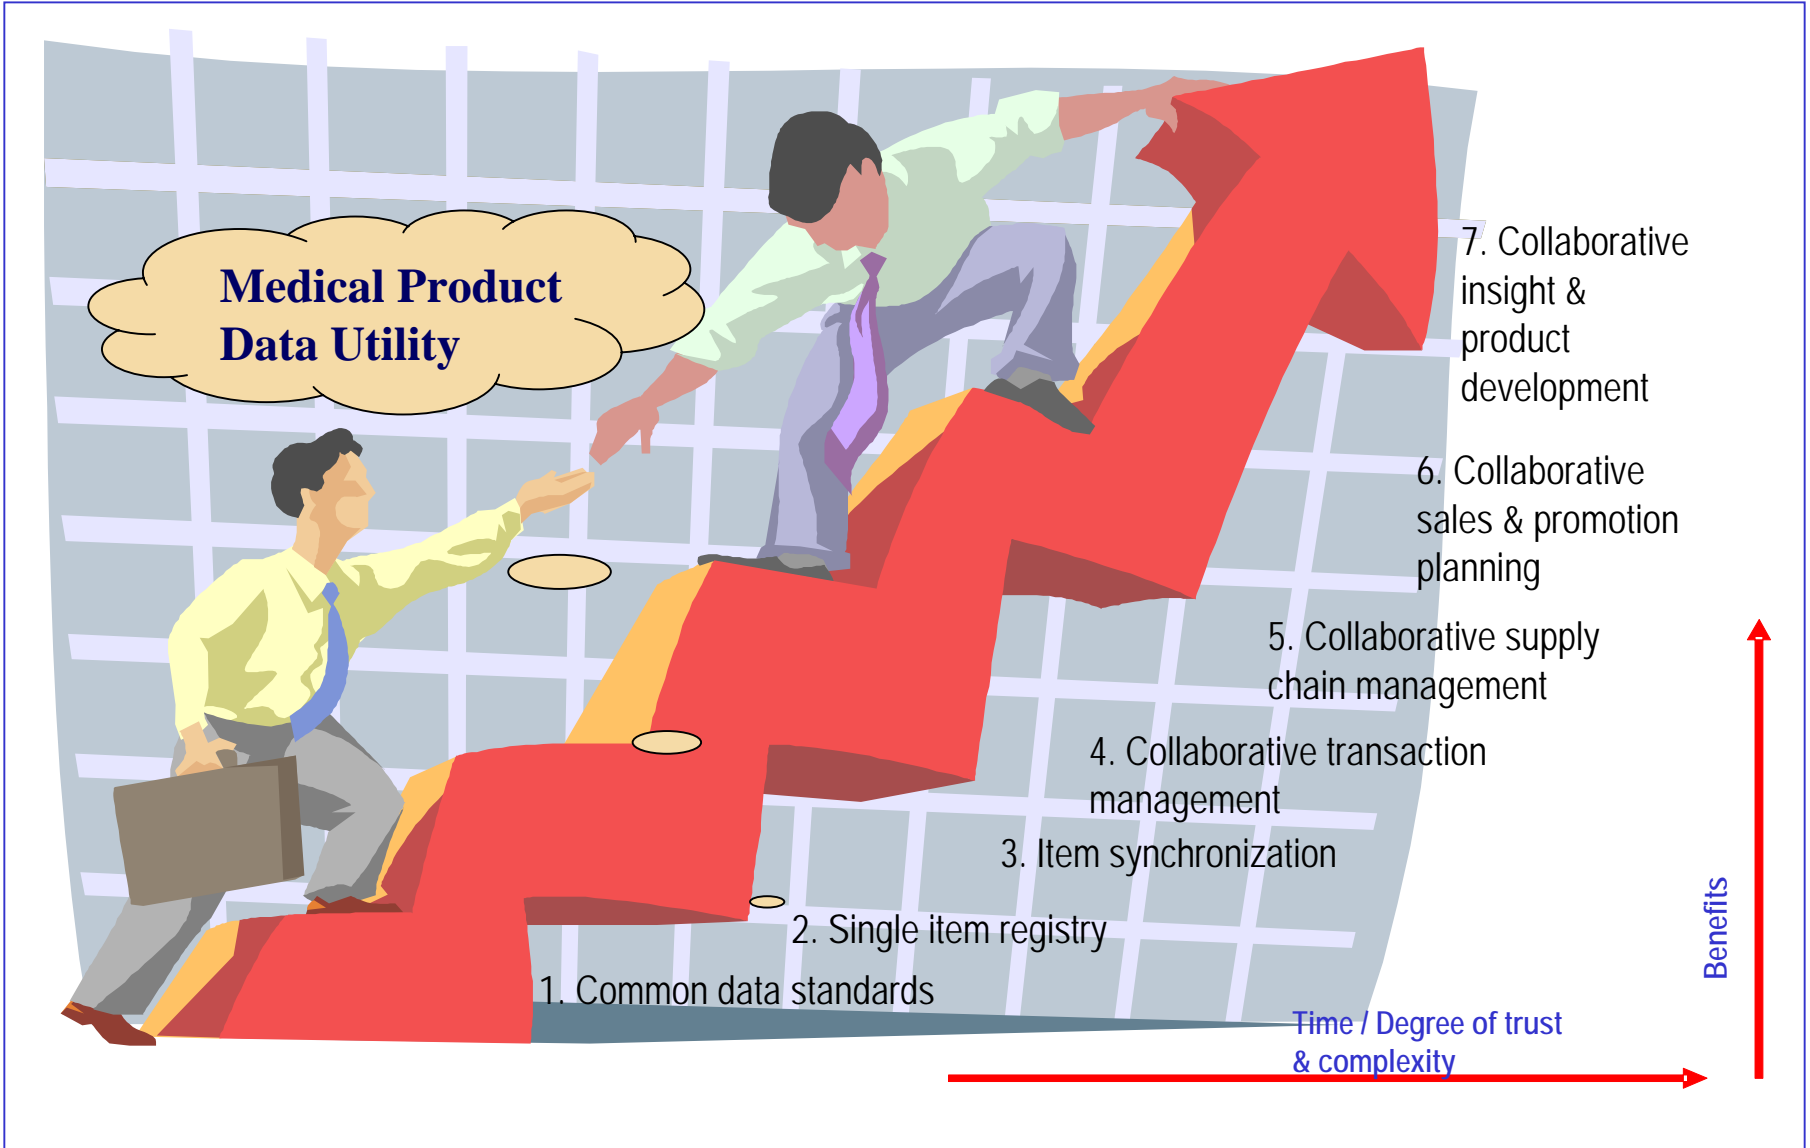 Medical Product
Data Utility
7. Collaborative
insight &
product
development
6. Collaborative
sales & promotion
planning
5. Collaborative supply
chain management
4. Collaborative transaction
management
3. Item synchronization
2. Single item registry
1. Common data standards
Benefits
Time / Degree of trust
& complexity